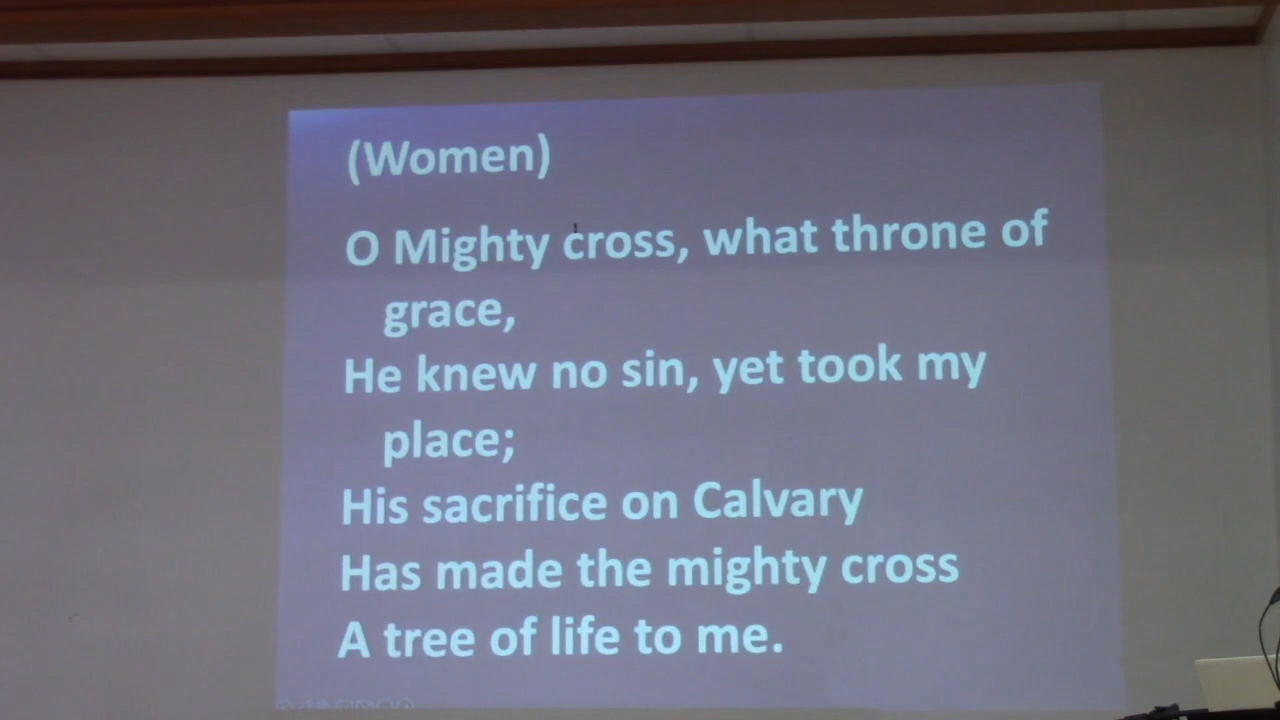 (Women)
O Mighty cross, what throne of
grace,
He knew no sin, yet took my
place;
His sacrifice on Calvary
Has made the mighty cross
A tree of life to me.